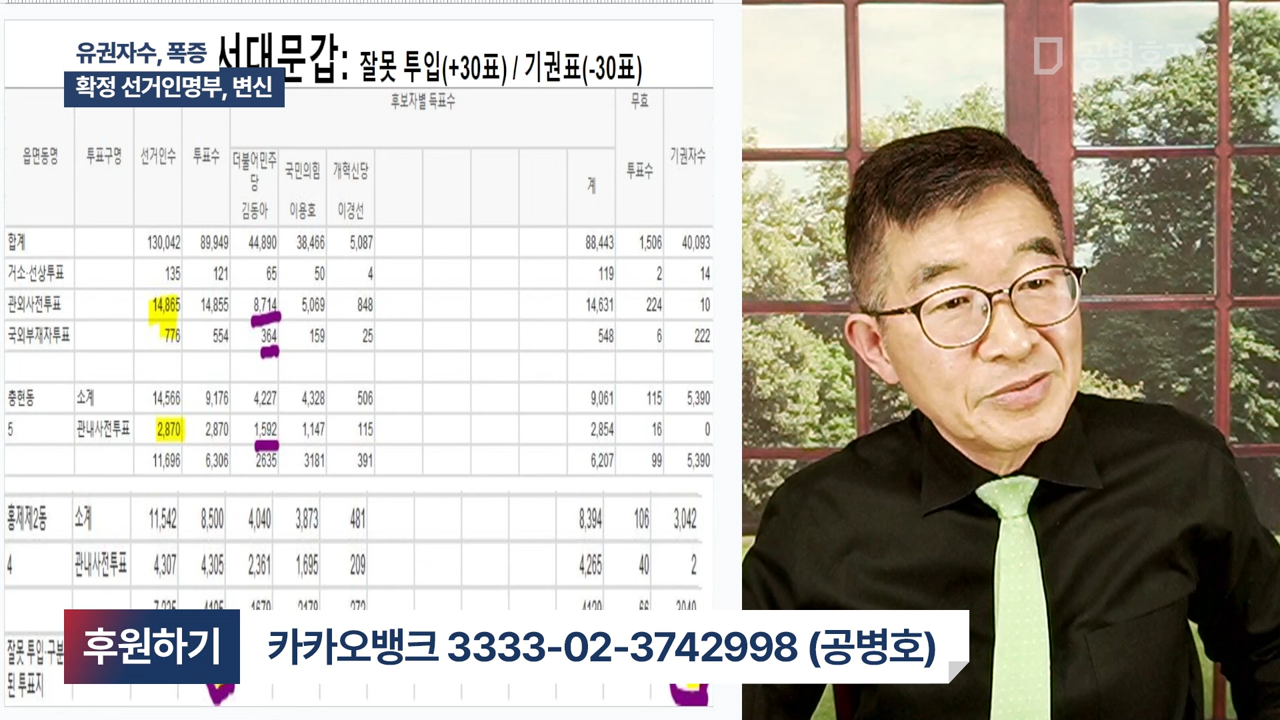 유권자수, 폭증
확정 선거인명부, 변신
서대문갑: 잘못 투입(+30표) / 기권표(-30표)
공병호
읍면동명 투표구명 선거인수 투표수 후보자별 득표수 무효 투표수 기권자수
더불어민주당 김동아 국민의힘 이용호 개혁신당 이경선 계
합계 130,042 89,949 44,890 38,466 5,087 88,443 1,506 40,093
거소·선상투표 135 121 65 50 4 119 2 14
관외사전투표 14,865 14,855 8,714 5,069 848 14,631 224 10
국외부재자투표 776 554 364 159 25 548 6 222
충현동 소계 14,566 9,176 4,227 4,328 506 9,061 115 5,390
5 관내사전투표 2,870 2,870 1,592 1,147 115 2,854 16 0
11,696 6,306 2635 3181 391 6,207 99 5,390
홍제제2동 소계 11,542 8,500 4,040 3,873 481 8,394 106 3,042
4 관내사전투표 4,307 4,305 2,361 1,695 209 4,265 40 2
잘못 투입·구분
된 투표지
후원하기 카카오뱅크 3333-02-3742998 (공병호)